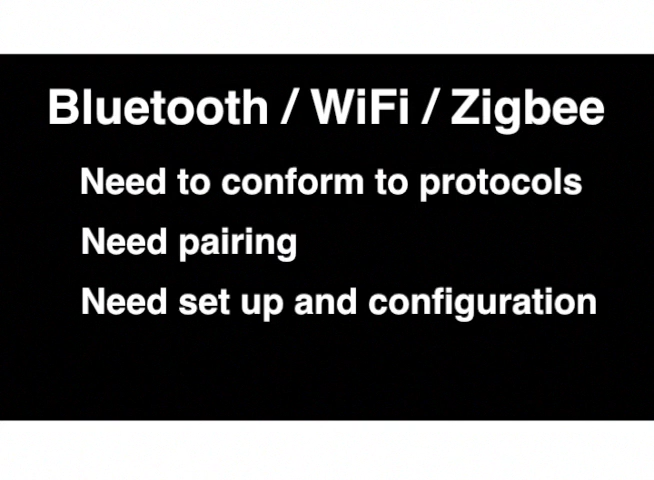 Bluetooth / WiFi / Zigbee
Need to conform to protocols
Need pairing
Need set up and configuration